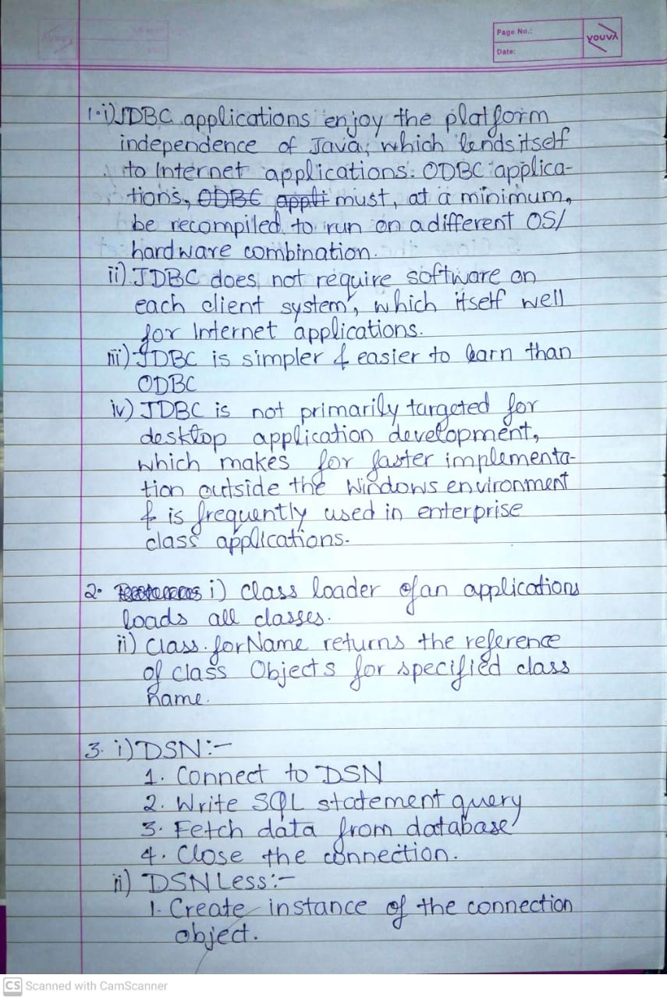 Page No.:
Date:
YOUVA
1. i) JDBC applications enjoy the platform
independence of Java, which lends itself
to Internet applications. ODBC applica-
tions, ODBC appli must, at a minimum,
be recompiled to run on a different OS/
hardware combination.
ii) JDBC does not require software on
each client system, which itself well
for Internet applications.
iii) JDBC is simpler & easier to learn than
ODBC
iv) JDBC is not primarily targeted for
desktop application development,
which makes for faster implementa-
tion outside the Windows environment
& is frequently used in enterprise
class applications.
2. i) Class loader of an applications
loads all classes.
ii) Class.forName returns the reference
of class Objects for specified class
name.
3. i) DSN:-
1. Connect to DSN
2. Write SQL statement query
3. Fetch data from database
4. Close the connection.
ii) DSN Less:-
1. Create instance of the connection
object.
CS Scanned with CamScanner